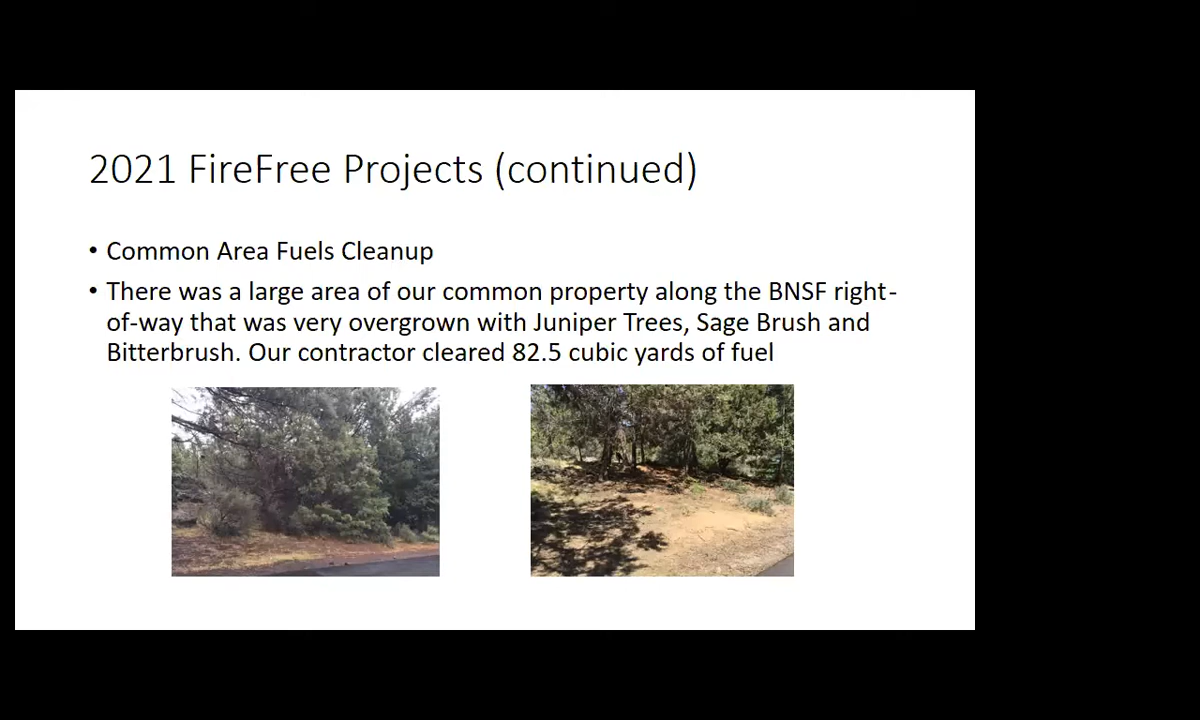 2021 FireFree Projects (continued)
• Common Area Fuels Cleanup
• There was a large area of our common property along the BNSF right-
of-way that was very overgrown with Juniper Trees, Sage Brush and
Bitterbrush. Our contractor cleared 82.5 cubic yards of fuel